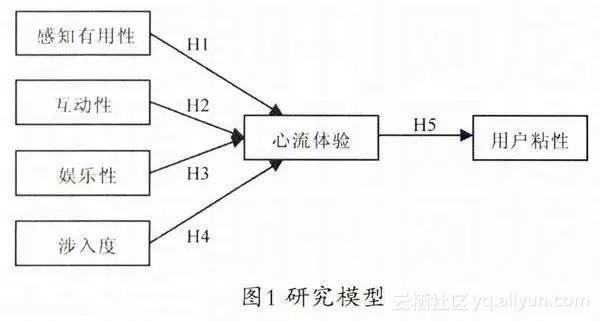 感知有用性
H1
互动性
H2
心流体验
H5
用户粘性
娱乐性
H3
涉入度
H4
图1 研究模型
云栖社区 yq.aliyun.com